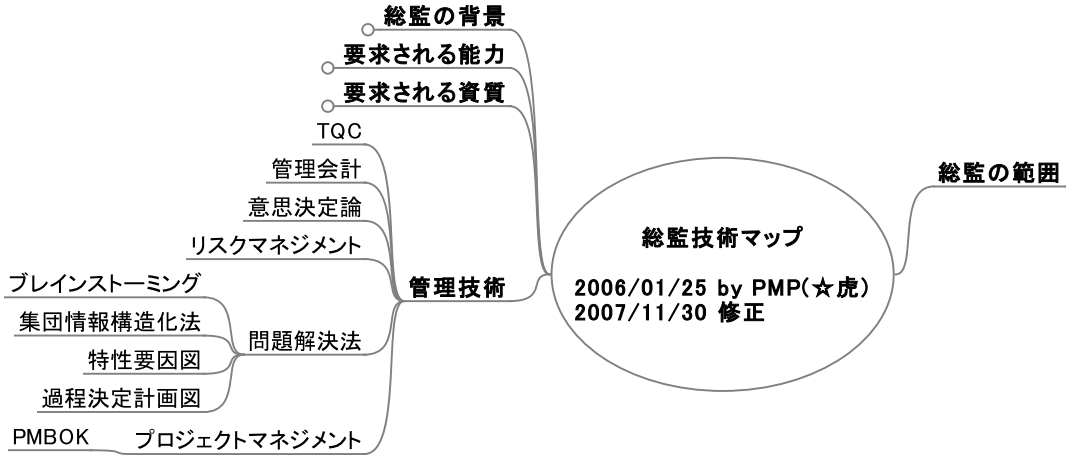 総監の背景
要求される能力
要求される資質
TQC
管理会計
意思決定論
リスクマネジメント
管理技術
ブレインストーミング
集団情報構造化法
特性要因図
過程決定計画図
問題解決法
PMBOK
プロジェクトマネジメント
総監技術マップ
2006/01/25 by PMP(☆虎)
2007/11/30 修正
総監の範囲